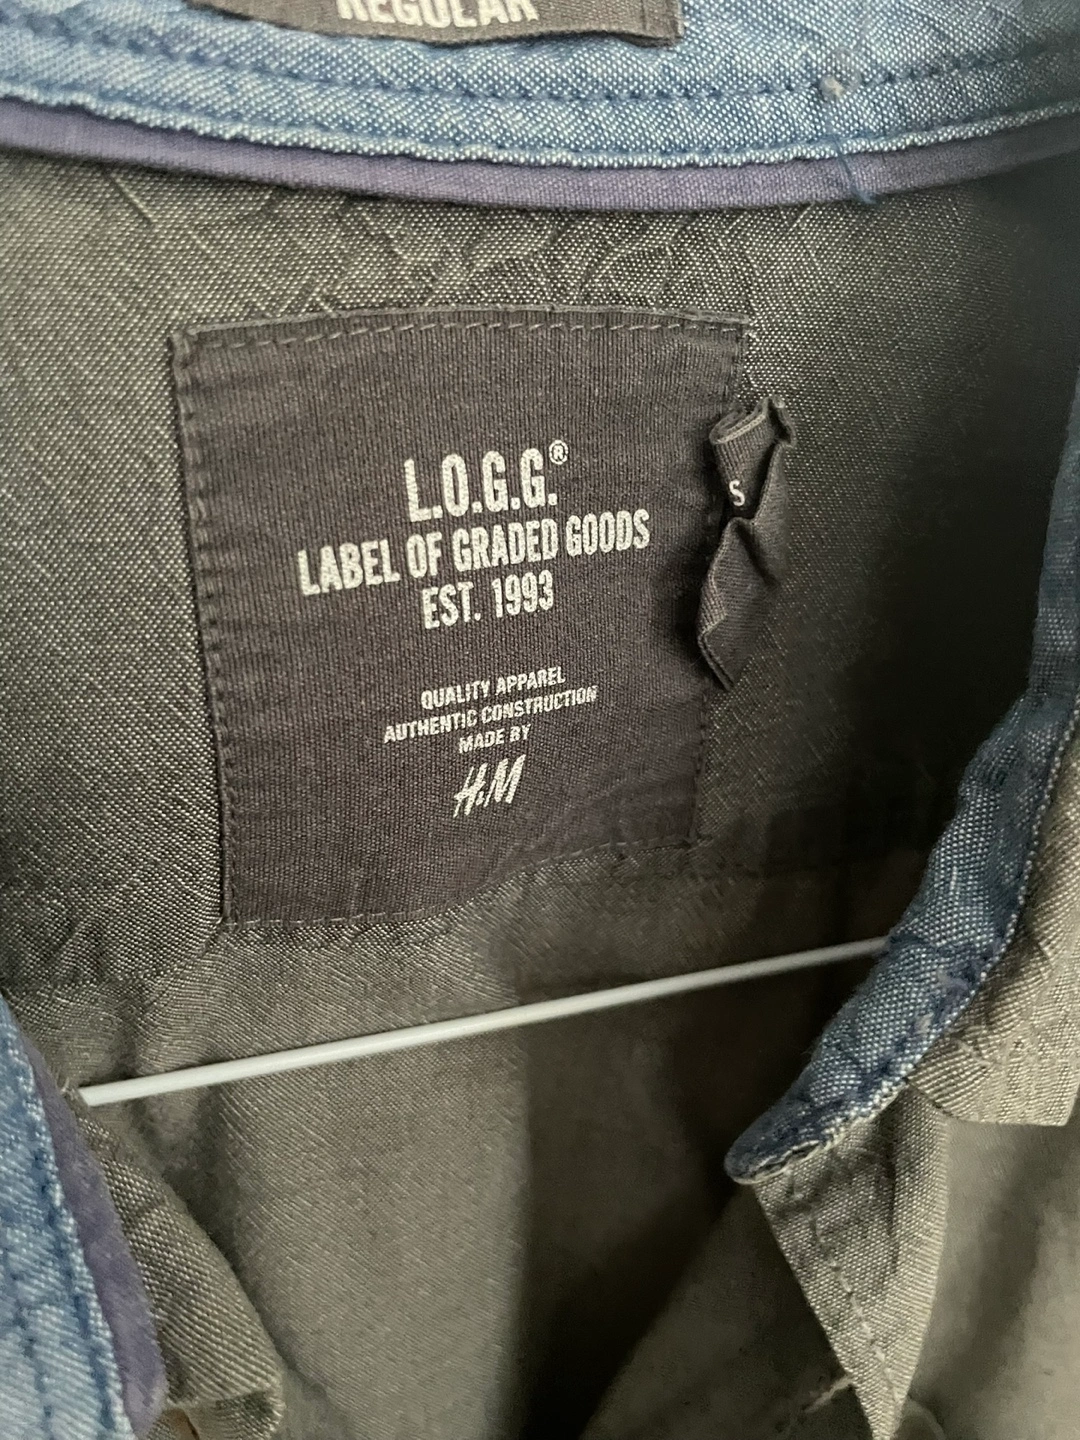 REGULAR
L.O.G.G.®
LABEL OF GRADED GOODS
EST. 1993
QUALITY APPAREL
AUTHENTIC CONSTRUCTION
MADE BY
H&M
S